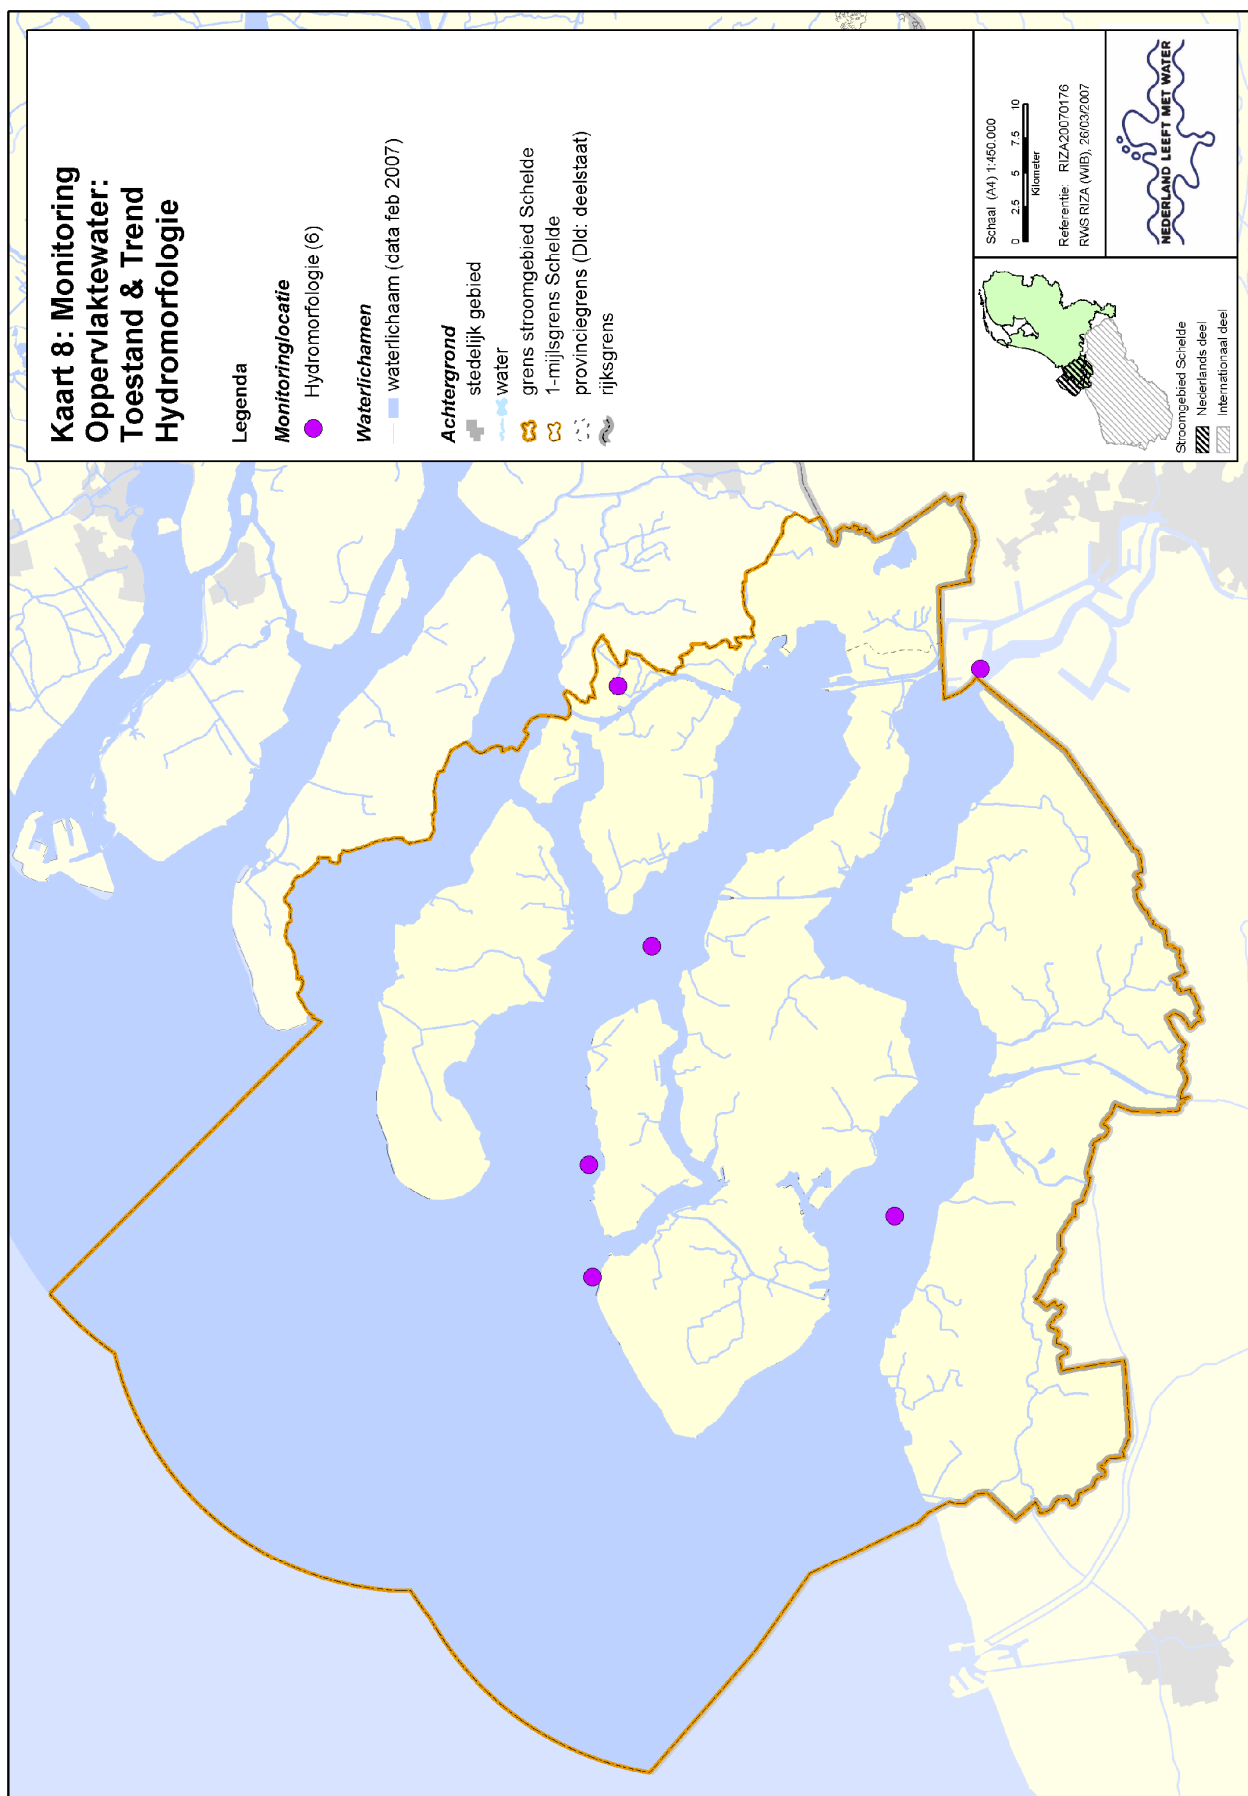 Kaart 8: Monitoring
Oppervlaktewater:
Toestand & Trend
Hydromorfologie
Legenda
Monitoringlocatie
Hydromorfologie (6)
Waterlichamen
waterlichaam (data feb 2007)
Achtergrond
stedelijk gebied
water
grens stroomgebied Schelde
1-mijlsgrens Schelde
provinciegrens (Dld: deelstaat)
rijksgrens
Stroomgebied Schelde
Nederlands deel
Internationaal deel
Schaal (A4) 1:450.000
0 2.5 5 7.5 10
Kilometer
Referentie: RIZA20070176
RWS RIZA (WIB), 26/03/2007
NEDERLAND LEEFT MET WATER